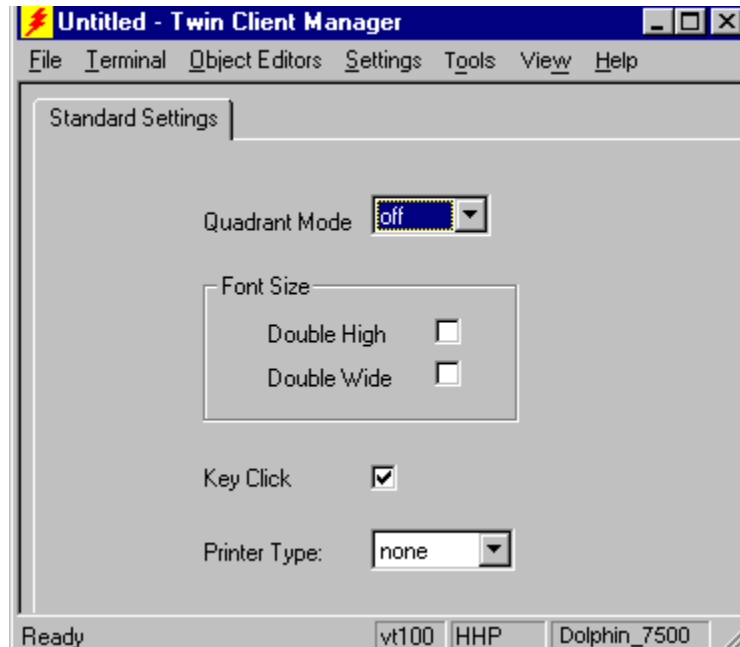 Untitled - Twin Client Manager
File Terminal Object Editors Settings Tools View Help
Standard Settings
Quadrant Mode off
Font Size
Double High
Double Wide
Key Click
Printer Type: none
Ready vt100 HHP Dolphin_7500